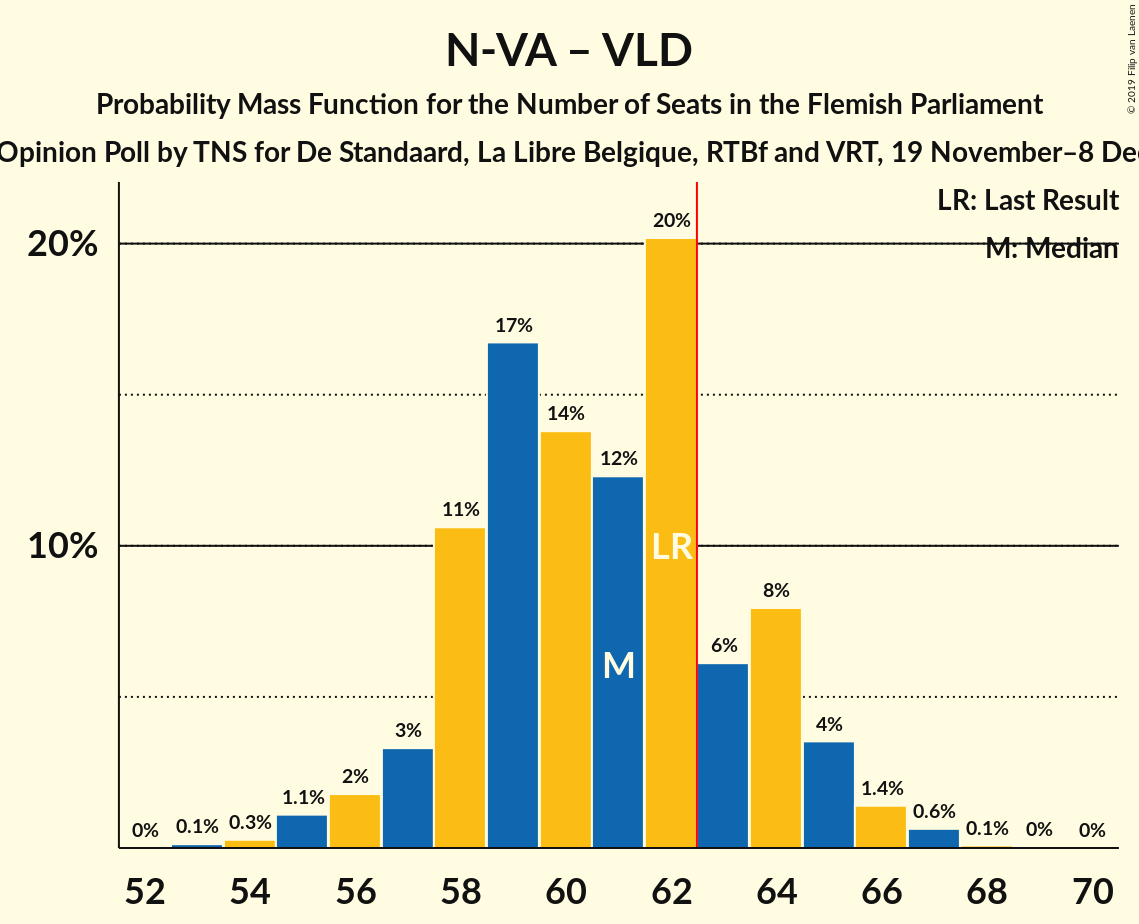 N-VA – VLD
Probability Mass Function for the Number of Seats in the Flemish Parliament
Opinion Poll by TNS for De Standaard, La Libre Belgique, RTBf and VRT, 19 November–8 De
© 2019 Filip van Laenen
LR: Last Result
M: Median
20%
10%
0% 0.1% 0.3% 1.1% 2% 3% 11% 17% 14% 12% 20% 6% 8% 4% 1.4% 0.6% 0.1% 0% 0%
LR
M
52 54 56 58 60 62 64 66 68 70